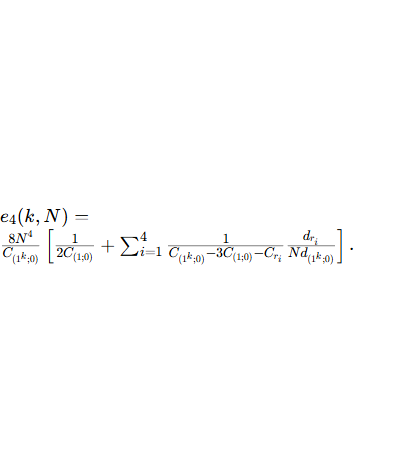 e_4(k, N) =
\frac{8N^4}{C_{(1^k;0)}} \left[ \frac{1}{2C_{(1;0)}} + \sum_{i=1}^{4} \frac{1}{C_{(1^k;0)} - 3C_{(1;0)} - C_{r_i}} \frac{d_{r_i}}{N d_{(1^k;0)}} \right].